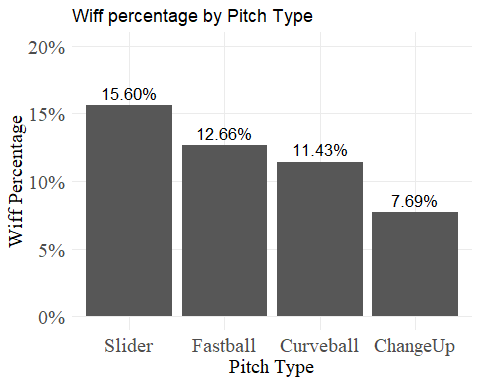 Wiff percentage by Pitch Type
20%
15%
10%
5%
0%
Wiff Percentage
15.60%
12.66%
11.43%
7.69%
Slider Fastball Curveball ChangeUp
Pitch Type